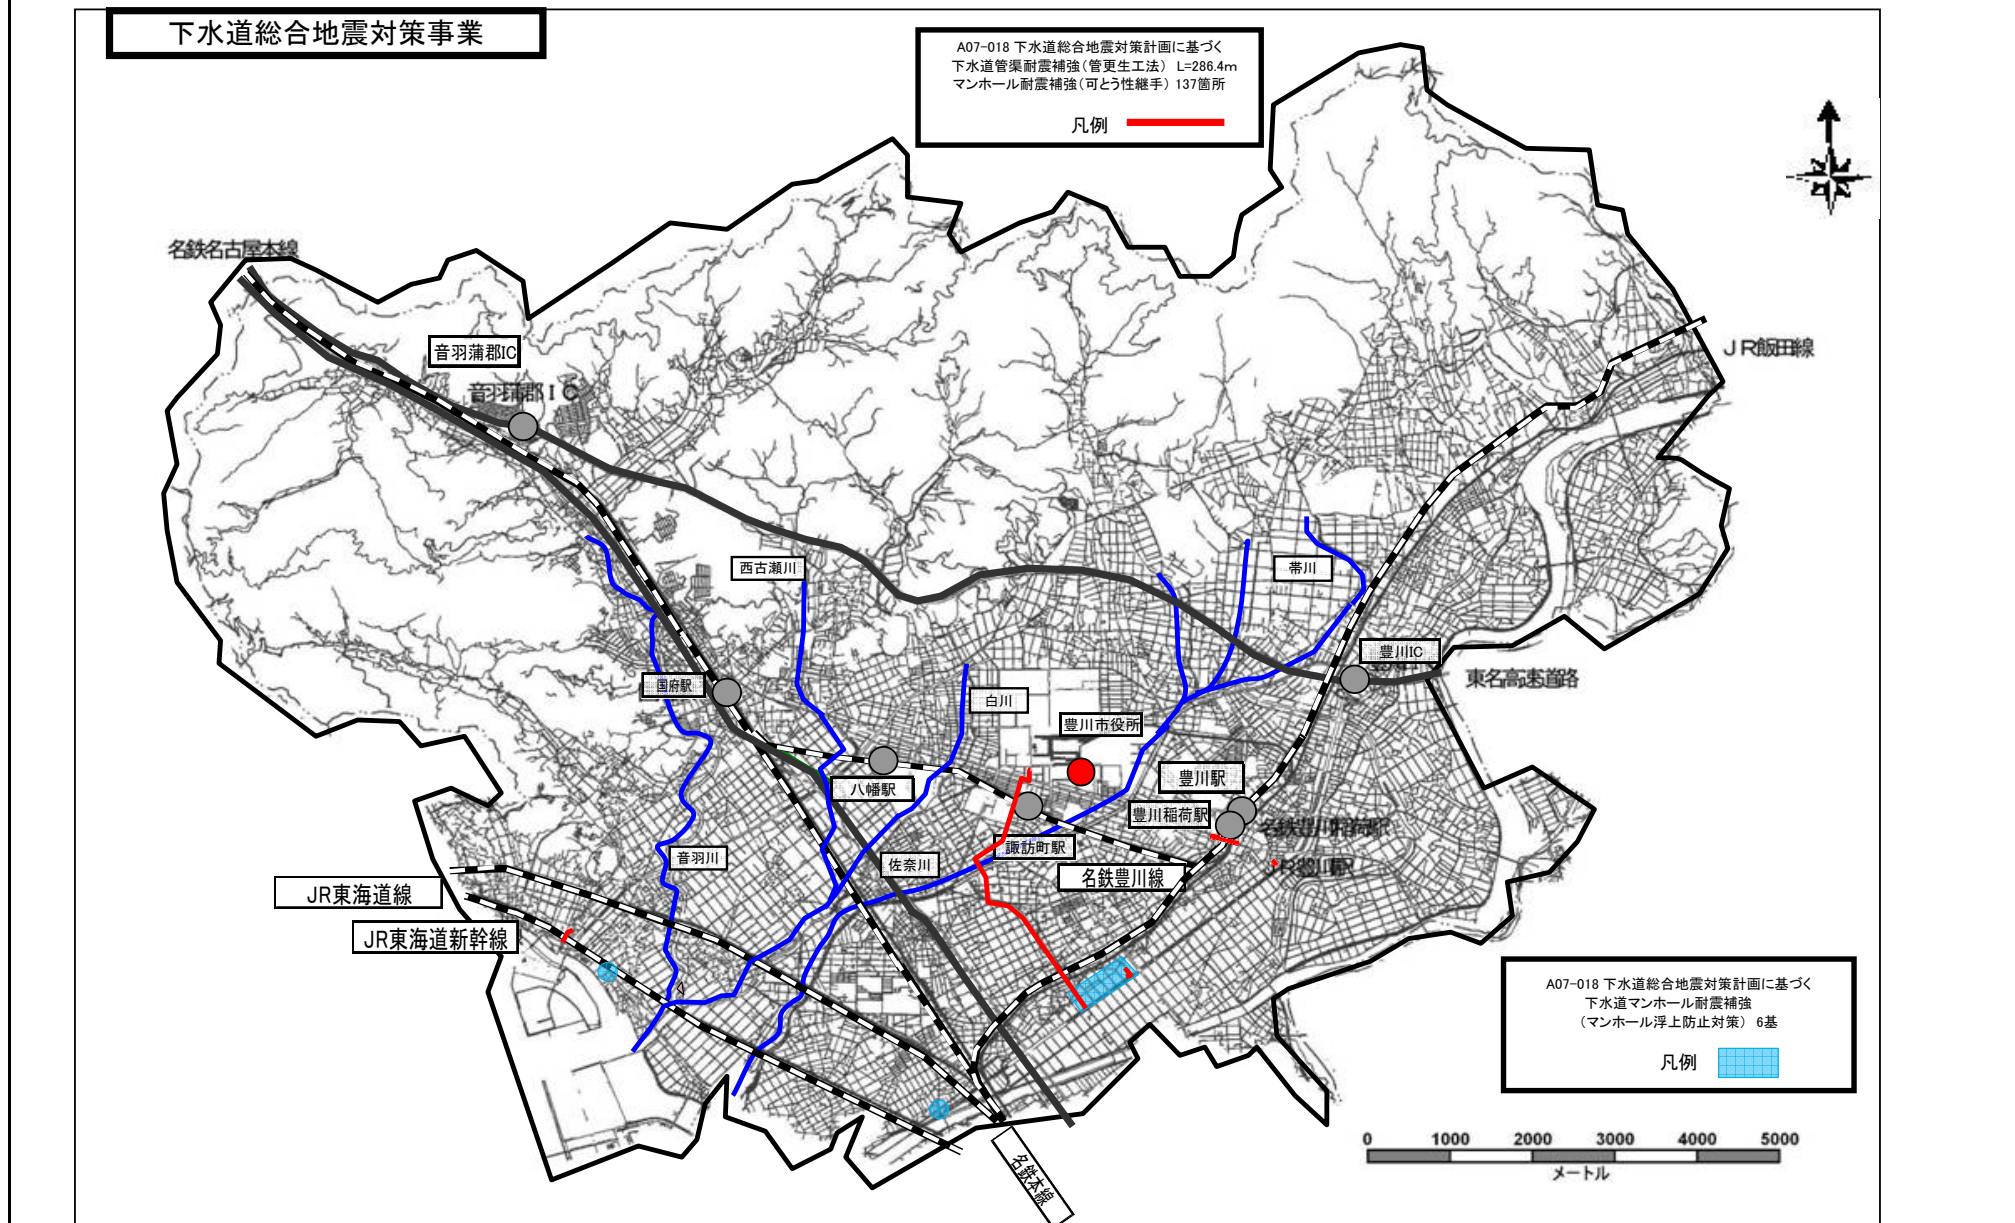 下水道総合地震対策事業
A07-018 下水道総合地震対策計画に基づく
下水道管渠耐震補強(管更生工法) L=286.4m
マンホール耐震補強(可とう性継手) 137箇所
凡例
名鉄名古屋本線
音羽蒲郡IC
音羽蒲郡IC
JR飯田線
西古瀬川
帯川
豊川IC
東名高速道路
国府駅
白川
豊川市役所
豊川駅
八幡駅
豊川稲荷駅
名鉄豊川稲荷駅
諏訪町駅
音羽川
佐奈川
JR豊川駅
名鉄豊川線
JR東海道線
JR東海道新幹線
A07-018 下水道総合地震対策計画に基づく
下水道マンホール耐震補強
(マンホール浮上防止対策) 6基
凡例
0 1000 2000 3000 4000 5000
メートル
名鉄本線